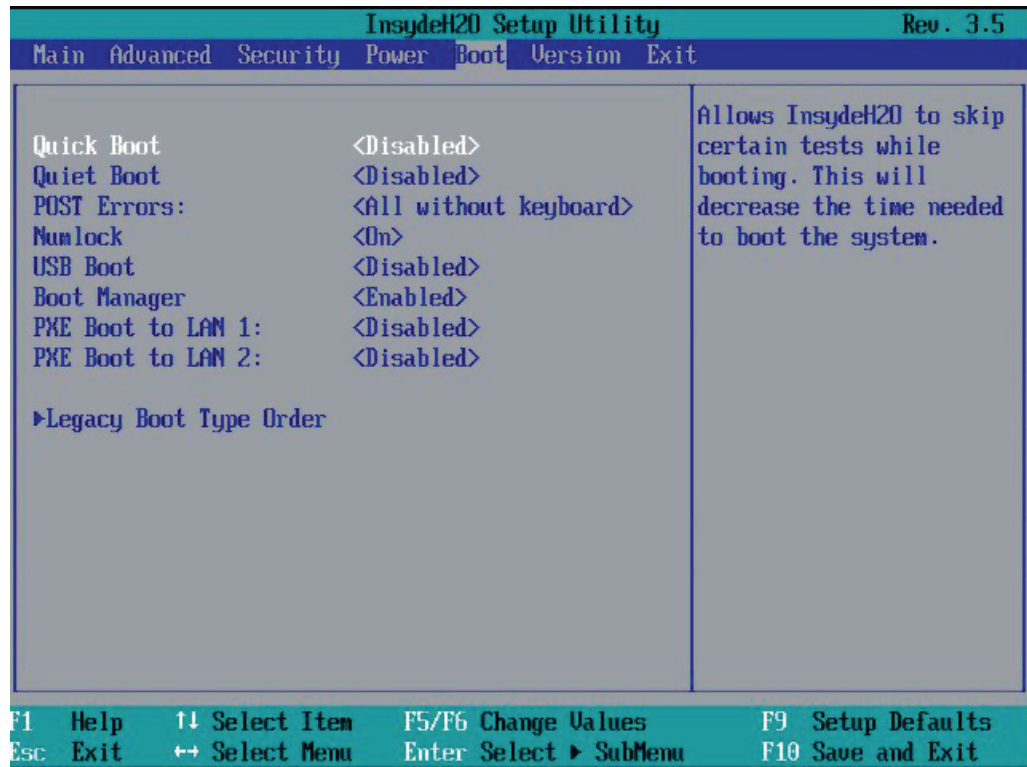 InsydeH2O Setup Utility Rev. 3.5
Main Advanced Security Power Boot Version Exit
Quick Boot <Disabled>
Quiet Boot <Disabled>
POST Errors: <All without keyboard>
Numlock <On>
USB Boot <Disabled>
Boot Manager <Enabled>
PXE Boot to LAN 1: <Disabled>
PXE Boot to LAN 2: <Disabled>
▶Legacy Boot Type Order
Allows InsydeH2O to skip
certain tests while
booting. This will
decrease the time needed
to boot the system.
F1 Help ↑↓ Select Item F5/F6 Change Values F9 Setup Defaults
Esc Exit ↔ Select Menu Enter Select ▶ SubMenu F10 Save and Exit